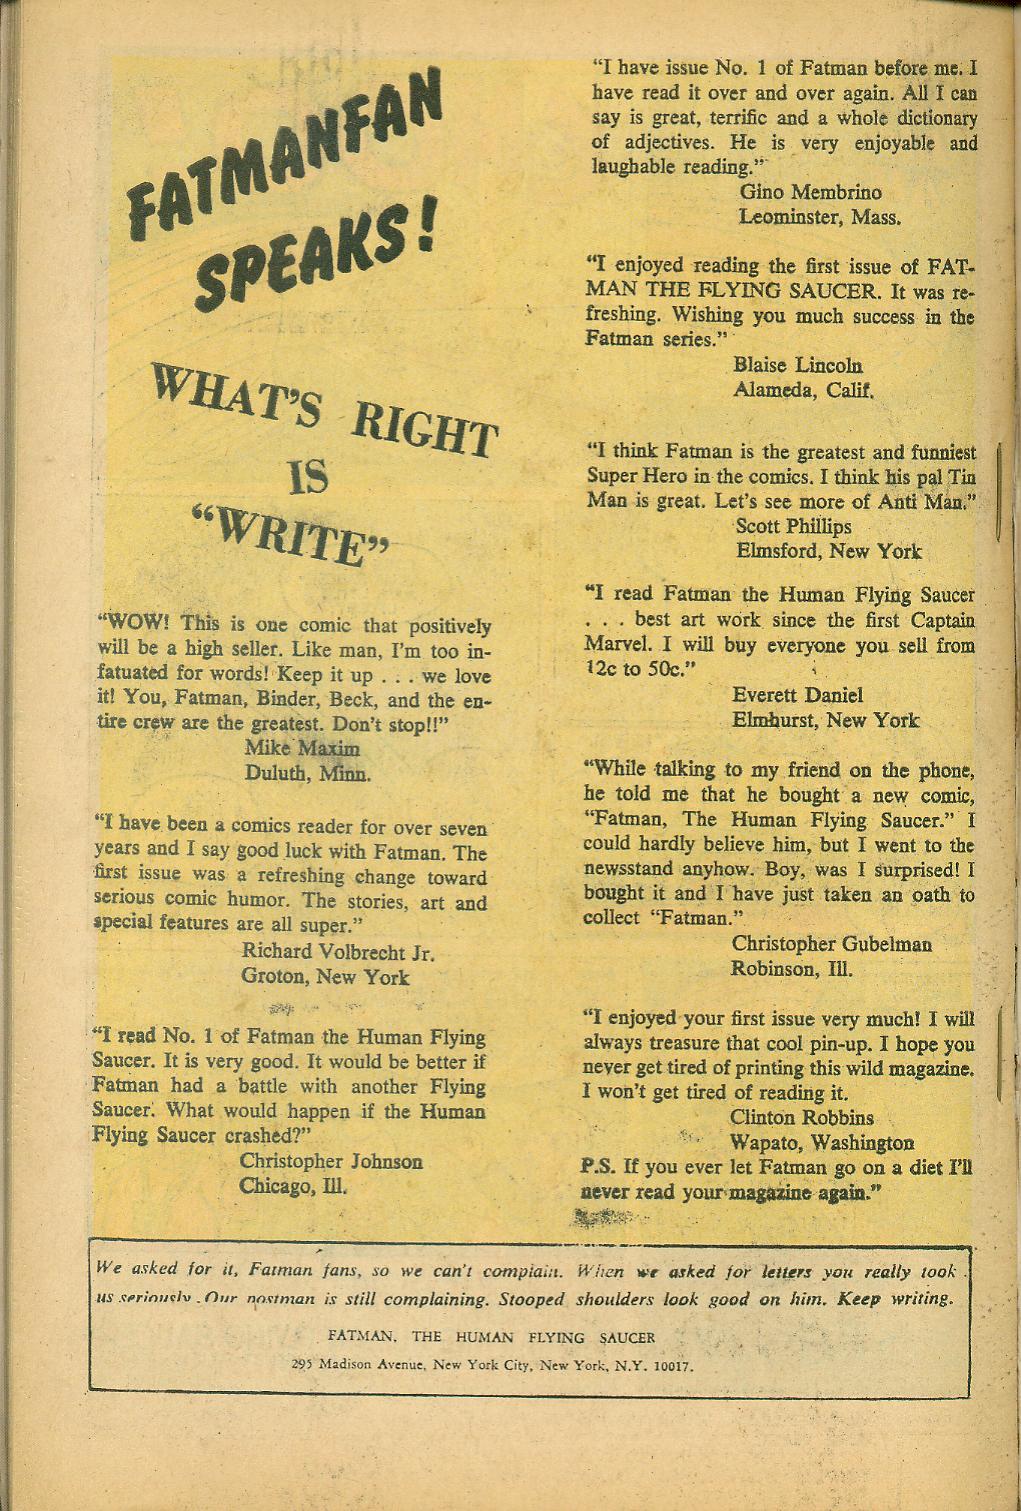 FATMANFAN
SPEAKS!
WHAT'S RIGHT
IS
“WRITE”
“WOW! This is one comic that positively
will be a high seller. Like man, I'm too in-
fatuated for words! Keep it up . . . we love
it! You, Fatman, Binder, Beck, and the en-
tire crew are the greatest. Don't stop!!”
Mike Maxim
Duluth, Minn.
“I have been a comics reader for over seven
years and I say good luck with Fatman. The
first issue was a refreshing change toward
serious comic humor. The stories, art and
special features are all super.”
Richard Volbrecht Jr.
Groton, New York
“I read No. 1 of Fatman the Human Flying
Saucer. It is very good. It would be better if
Fatman had a battle with another Flying
Saucer. What would happen if the Human
Flying Saucer crashed?”
Christopher Johnson
Chicago, Ill.
“I have issue No. 1 of Fatman before me. I
have read it over and over again. All I can
say is great, terrific and a whole dictionary
of adjectives. He is very enjoyable and
laughable reading.”
Gino Membrino
Leominster, Mass.
“I enjoyed reading the first issue of FAT-
MAN THE FLYING SAUCER. It was re-
freshing. Wishing you much success in the
Fatman series.”
Blaise Lincoln
Alameda, Calif.
“I think Fatman is the greatest and funniest
Super Hero in the comics. I think his pal Tin
Man is great. Let's see more of Anti Man.”
Scott Phillips
Elmsford, New York
“I read Fatman the Human Flying Saucer
. . . best art work since the first Captain
Marvel. I will buy everyone you sell from
12c to 50c.”
Everett Daniel
Elmhurst, New York
“While talking to my friend on the phone,
he told me that he bought a new comic,
“Fatman, The Human Flying Saucer.” I
could hardly believe him, but I went to the
newsstand anyhow. Boy, was I surprised! I
bought it and I have just taken an oath to
collect “Fatman.”
Christopher Gubelman
Robinson, Ill.
“I enjoyed your first issue very much! I will
always treasure that cool pin-up. I hope you
never get tired of printing this wild magazine.
I won't get tired of reading it.
Clinton Robbins
Wapato, Washington
P.S. If you ever let Fatman go on a diet I'll
never read your magazine again.”
We asked for it, Fatman fans, so we can't complain. When we asked for letters you really took
us seriously. Our postman is still complaining. Stooped shoulders look good on him. Keep writing.
FATMAN, THE HUMAN FLYING SAUCER
295 Madison Avenue, New York City, New York, N.Y. 10017.